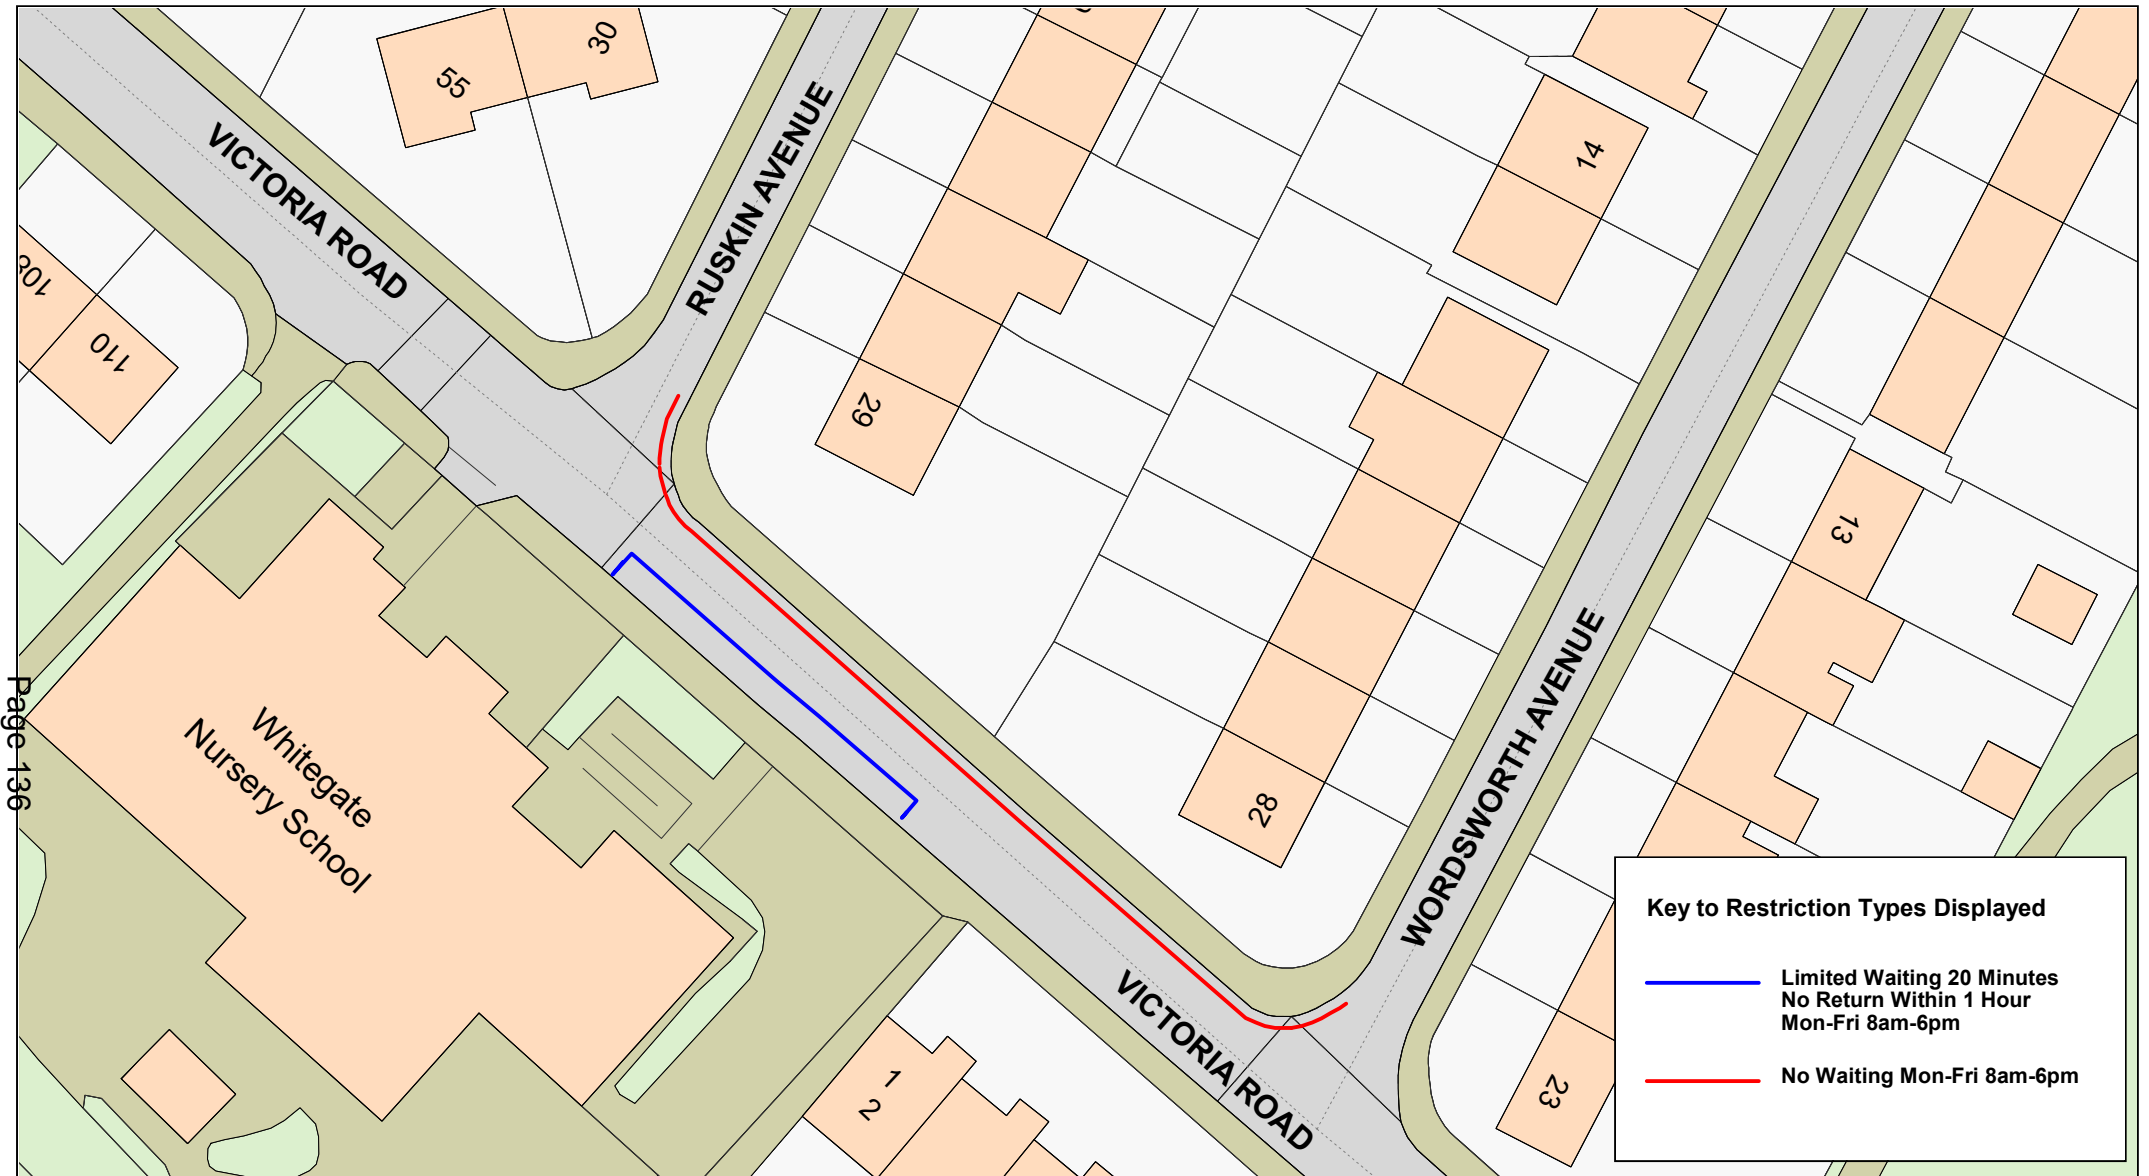 30
55
VICTORIA ROAD
RUSKIN AVENUE
14
108
110
29
13
Whitegate
Nursery School
Page 136
28
WORDSWORTH AVENUE
VICTORIA ROAD
1
2
23
Key to Restriction Types Displayed
Limited Waiting 20 Minutes
No Return Within 1 Hour
Mon-Fri 8am-6pm
No Waiting Mon-Fri 8am-6pm